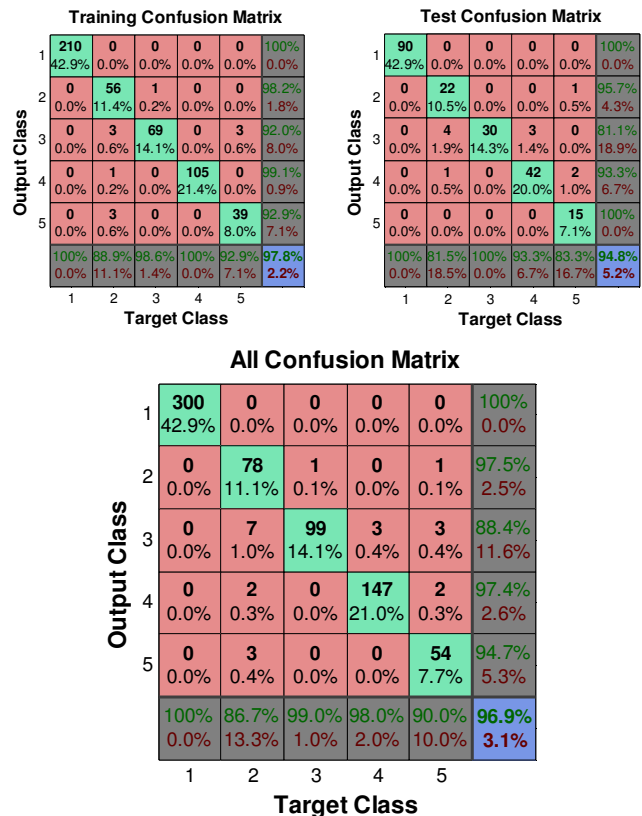 Training Confusion Matrix
Output Class
1 210 0 0 0 0 100%
42.9% 0.0% 0.0% 0.0% 0.0% 0.0%
2 0 56 1 0 0 98.2%
0.0% 11.4% 0.2% 0.0% 0.0% 1.8%
3 0 3 69 0 3 92.0%
0.0% 0.6% 14.1% 0.0% 0.6% 8.0%
4 0 1 0 105 0 99.1%
0.0% 0.2% 0.0% 21.4% 0.0% 0.9%
5 0 3 0 0 39 92.9%
0.0% 0.6% 0.0% 0.0% 8.0% 7.1%
100% 88.9% 98.6% 100% 92.9% 97.8%
0.0% 11.1% 1.4% 0.0% 7.1% 2.2%
1 2 3 4 5
Target Class
Test Confusion Matrix
1 90 0 0 0 0 100%
42.9% 0.0% 0.0% 0.0% 0.0% 0.0%
2 0 22 0 0 1 95.7%
0.0% 10.5% 0.0% 0.0% 0.5% 4.3%
3 0 4 30 3 0 81.1%
0.0% 1.9% 14.3% 1.4% 0.0% 18.9%
4 0 1 0 42 2 93.3%
0.0% 0.5% 0.0% 20.0% 1.0% 6.7%
5 0 0 0 0 15 100%
0.0% 0.0% 0.0% 0.0% 7.1% 0.0%
100% 81.5% 100% 93.3% 83.3% 94.8%
0.0% 18.5% 0.0% 6.7% 16.7% 5.2%
1 2 3 4 5
Target Class
All Confusion Matrix
Output Class
1 300 0 0 0 0 100%
42.9% 0.0% 0.0% 0.0% 0.0% 0.0%
2 0 78 1 0 1 97.5%
0.0% 11.1% 0.1% 0.0% 0.1% 2.5%
3 0 7 99 3 3 88.4%
0.0% 1.0% 14.1% 0.4% 0.4% 11.6%
4 0 2 0 147 2 97.4%
0.0% 0.3% 0.0% 21.0% 0.3% 2.6%
5 0 3 0 0 54 94.7%
0.0% 0.4% 0.0% 0.0% 7.7% 5.3%
100% 86.7% 99.0% 98.0% 90.0% 96.9%
0.0% 13.3% 1.0% 2.0% 10.0% 3.1%
1 2 3 4 5
Target Class